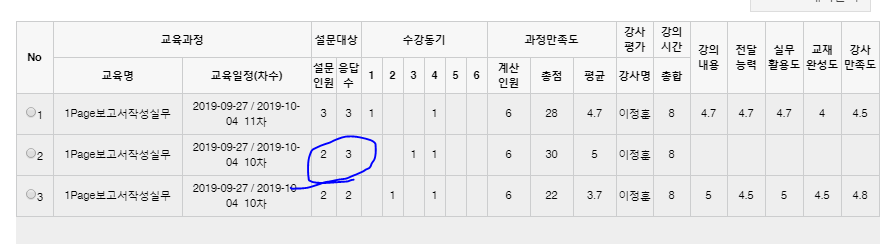 No 교육과정 설문대상 수강동기 과정만족도 강사평가 강의시간 강의내용 전달능력 실무활용도 교재완성도 강사만족도
교육명 교육일정(차수) 설문인원 응답수 1 2 3 4 5 6 계산인원 총점 평균 강사명 총합
1 1Page보고서작성실무 2019-09-27 / 2019-10-04 11차 3 3 1 1 6 28 4.7 이정훈 8 4.7 4.7 4.7 4 4.5
2 1Page보고서작성실무 2019-09-27 / 2019-10-04 10차 2 3 1 1 6 30 5 이정훈 8
3 1Page보고서작성실무 2019-09-27 / 2019-10-04 10차 2 2 1 1 6 22 3.7 이정훈 8 5 4.5 5 4.5 4.8